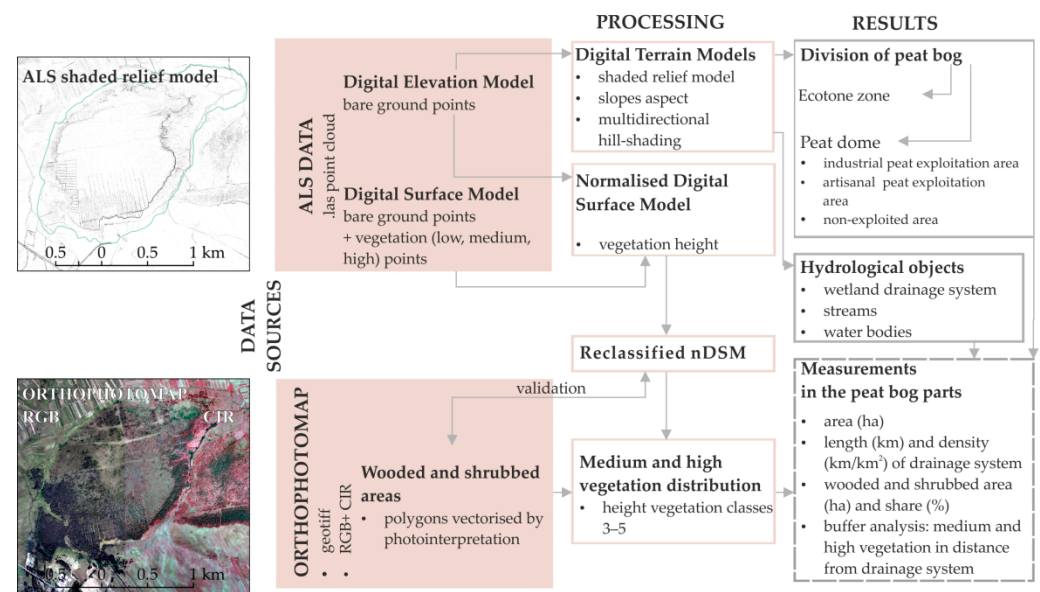 PROCESSING
RESULTS
ALS shaded relief model
0.5 0 0.5 1 km
DATA
SOURCES
ORTHOPHOTOMAP
RGB
CIR
0.5 0 0.5 1 km
ALS DATA
.las point cloud
Digital Elevation Model
bare ground points
Digital Surface Model
bare ground points
+ vegetation (low, medium,
high) points
ORTHOPHOTOMAP
• geotiff
• RGB+ CIR
Wooded and shrubbed
areas
• polygons vectorised by
photointerpretation
validation
Digital Terrain Models
• shaded relief model
• slopes aspect
• multidirectional
hill-shading
Normalised Digital
Surface Model
• vegetation height
Reclassified nDSM
Medium and high
vegetation distribution
• height vegetation classes
3–5
Division of peat bog
Ecotone zone
Peat dome
• industrial peat exploitation area
• artisanal peat exploitation
area
• non-exploited area
Hydrological objects
• wetland drainage system
• streams
• water bodies
Measurements
in the peat bog parts
• area (ha)
• length (km) and density
(km/km²) of drainage system
• wooded and shrubbed area
(ha) and share (%)
• buffer analysis: medium and
high vegetation in distance
from drainage system